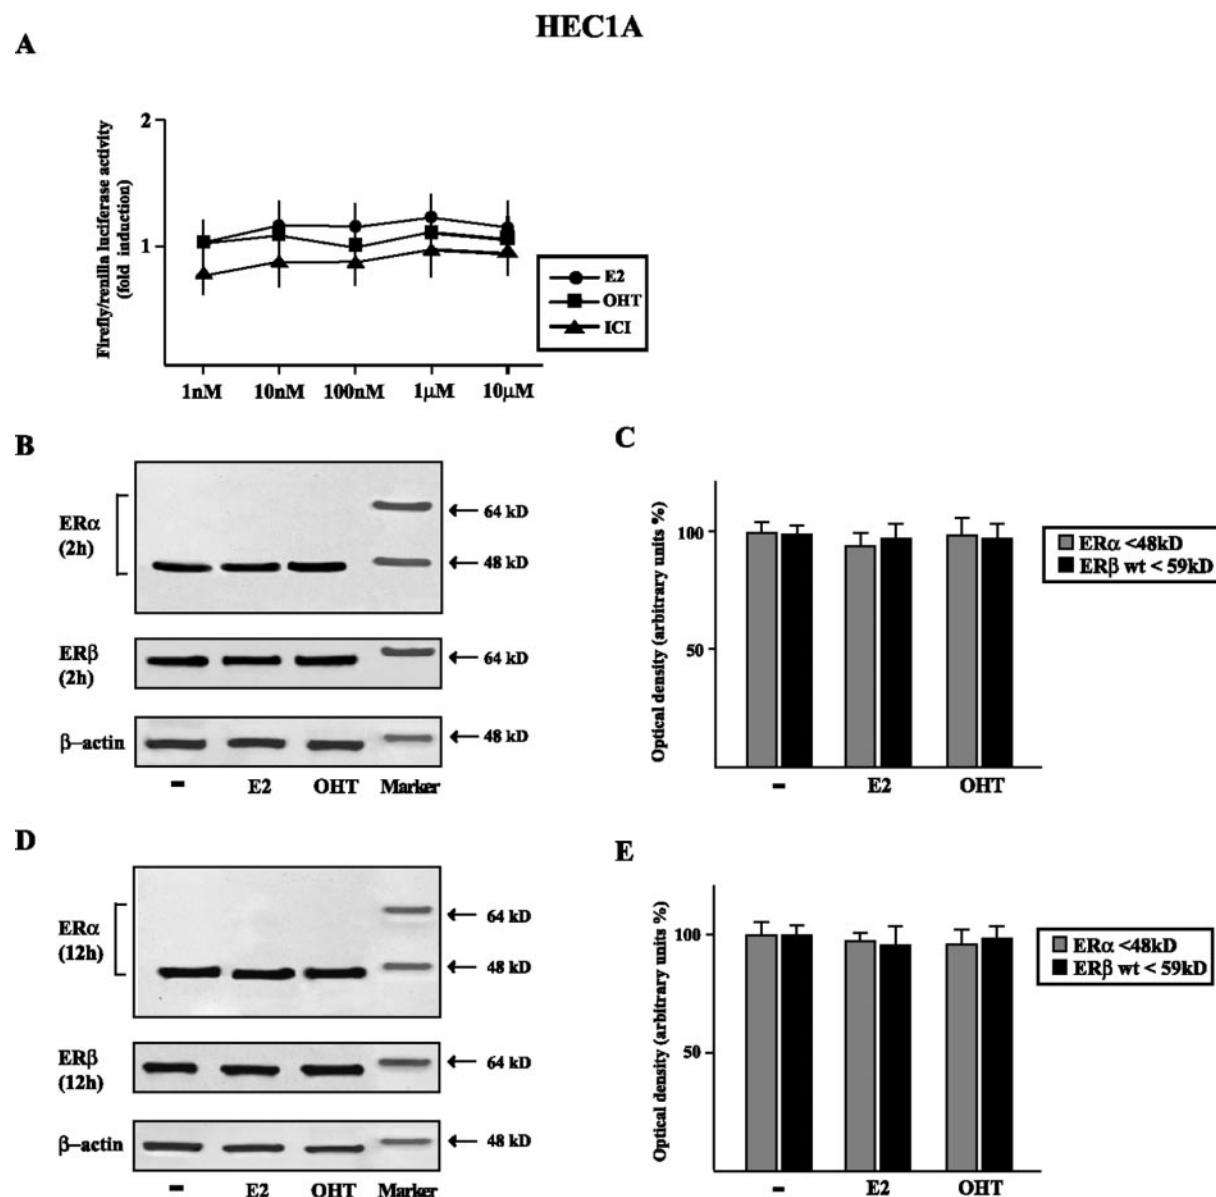 HEC1A
A
Firefly/renilla luciferase activity
(fold induction)
2
1
1nM 10nM 100nM 1μM 10μM
E2
OHT
ICI
B
ERα
(2h)
64 kD
48 kD
ERβ
(2h)
64 kD
β–actin
48 kD
– E2 OHT Marker
C
Optical density (arbitrary units %)
100
50
– E2 OHT
ERα <48kD
ERβ wt < 59kD
D
ERα
(12h)
64 kD
48 kD
ERβ
(12h)
64 kD
β–actin
48 kD
– E2 OHT Marker
E
Optical density (arbitrary units %)
100
50
– E2 OHT
ERα <48kD
ERβ wt < 59kD